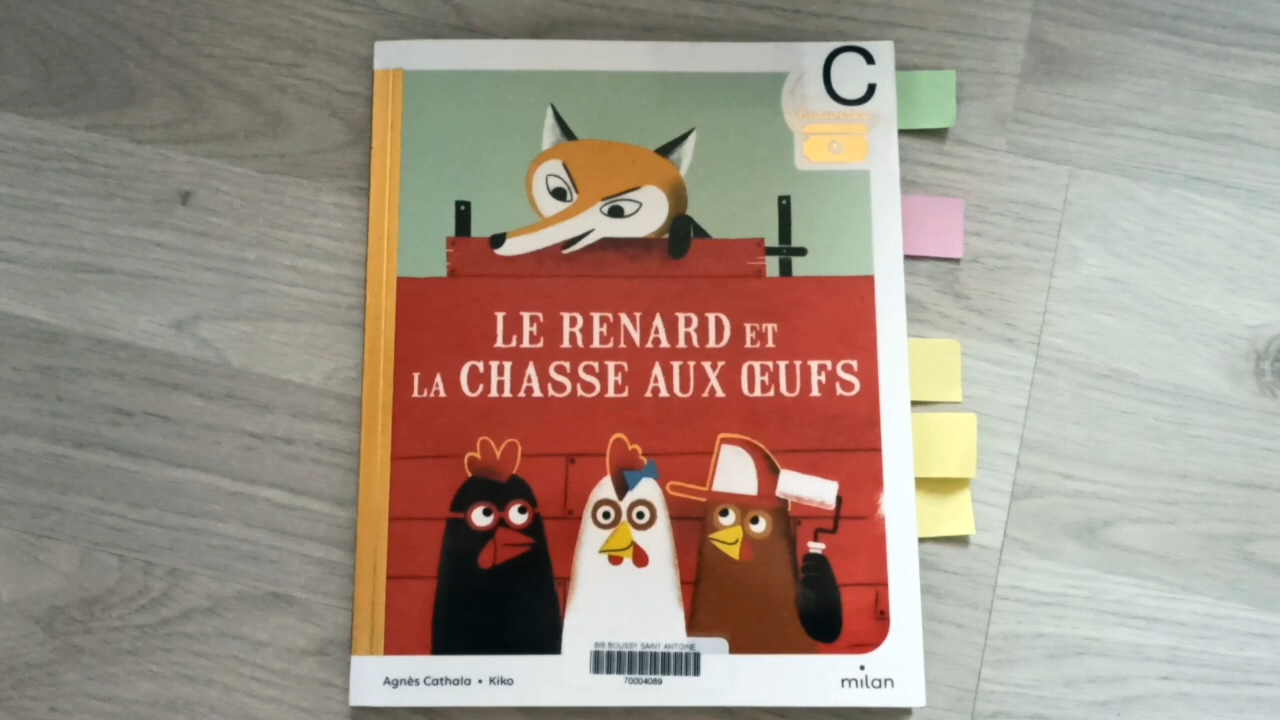 C
LE RENARD ET
LA CHASSE AUX ŒUFS
BIB BOUSSY SAINT ANTOINE
70004089
Agnès Cathala • Kiko
milan